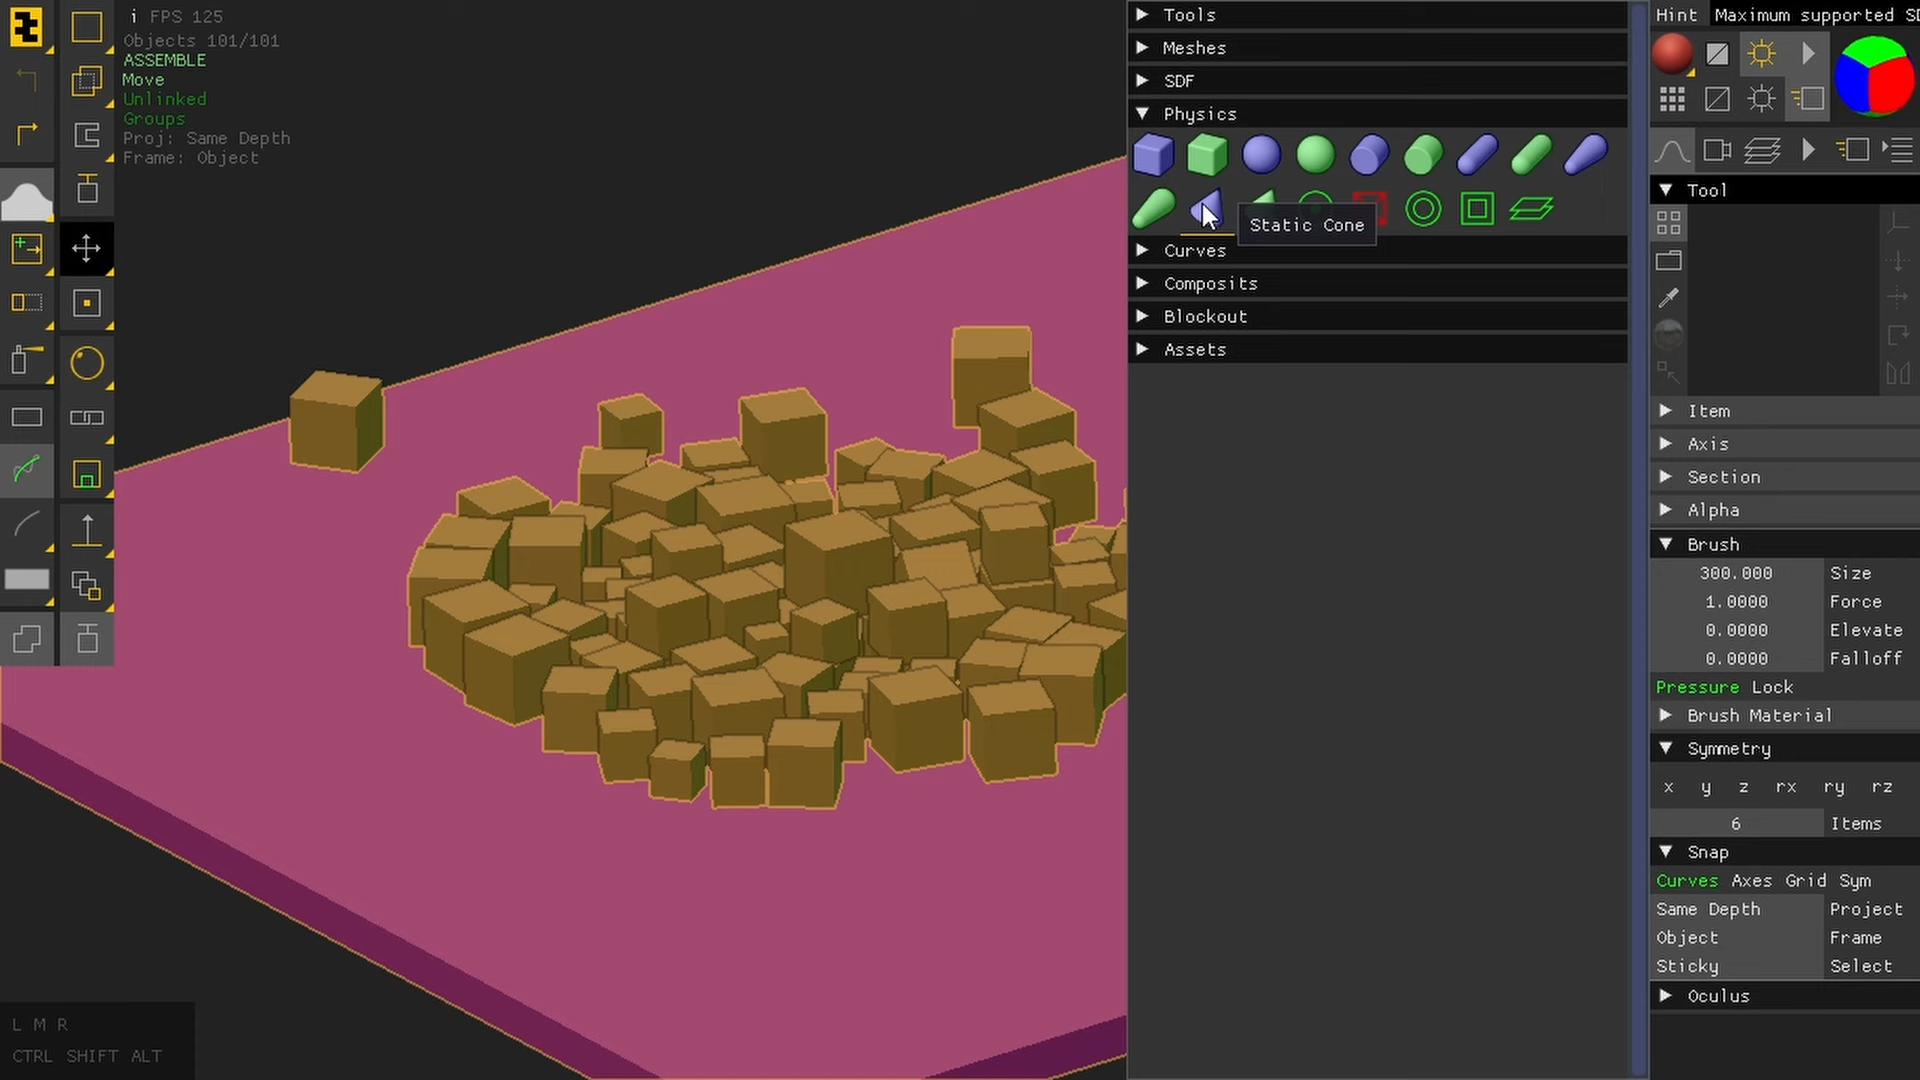 i FPS 125
Objects 101/101
ASSEMBLE
Move
Unlinked
Groups
Proj: Same Depth
Frame: Object
L M R
CTRL SHIFT ALT
Tools
Meshes
SDF
Physics
Static Cone
Curves
Composits
Blockout
Assets
Hint Maximum supported SD
Tool
Item
Axis
Section
Alpha
Brush
300.000 Size
1.0000 Force
0.0000 Elevate
0.0000 Falloff
Pressure Lock
Brush Material
Symmetry
x y z rx ry rz
6 Items
Snap
Curves Axes Grid Sym
Same Depth Project
Object Frame
Sticky Select
Oculus